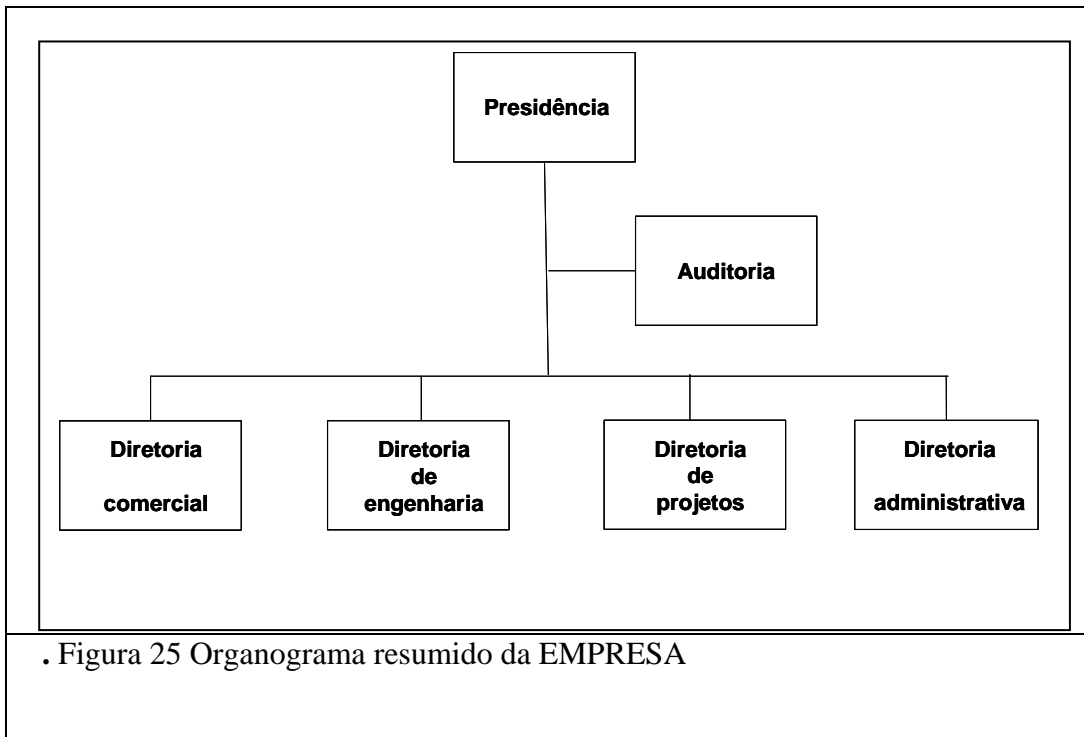 Presidência
Auditoria
Diretoria
comercial
Diretoria
de
engenharia
Diretoria
de
projetos
Diretoria
administrativa
. Figura 25 Organograma resumido da EMPRESA